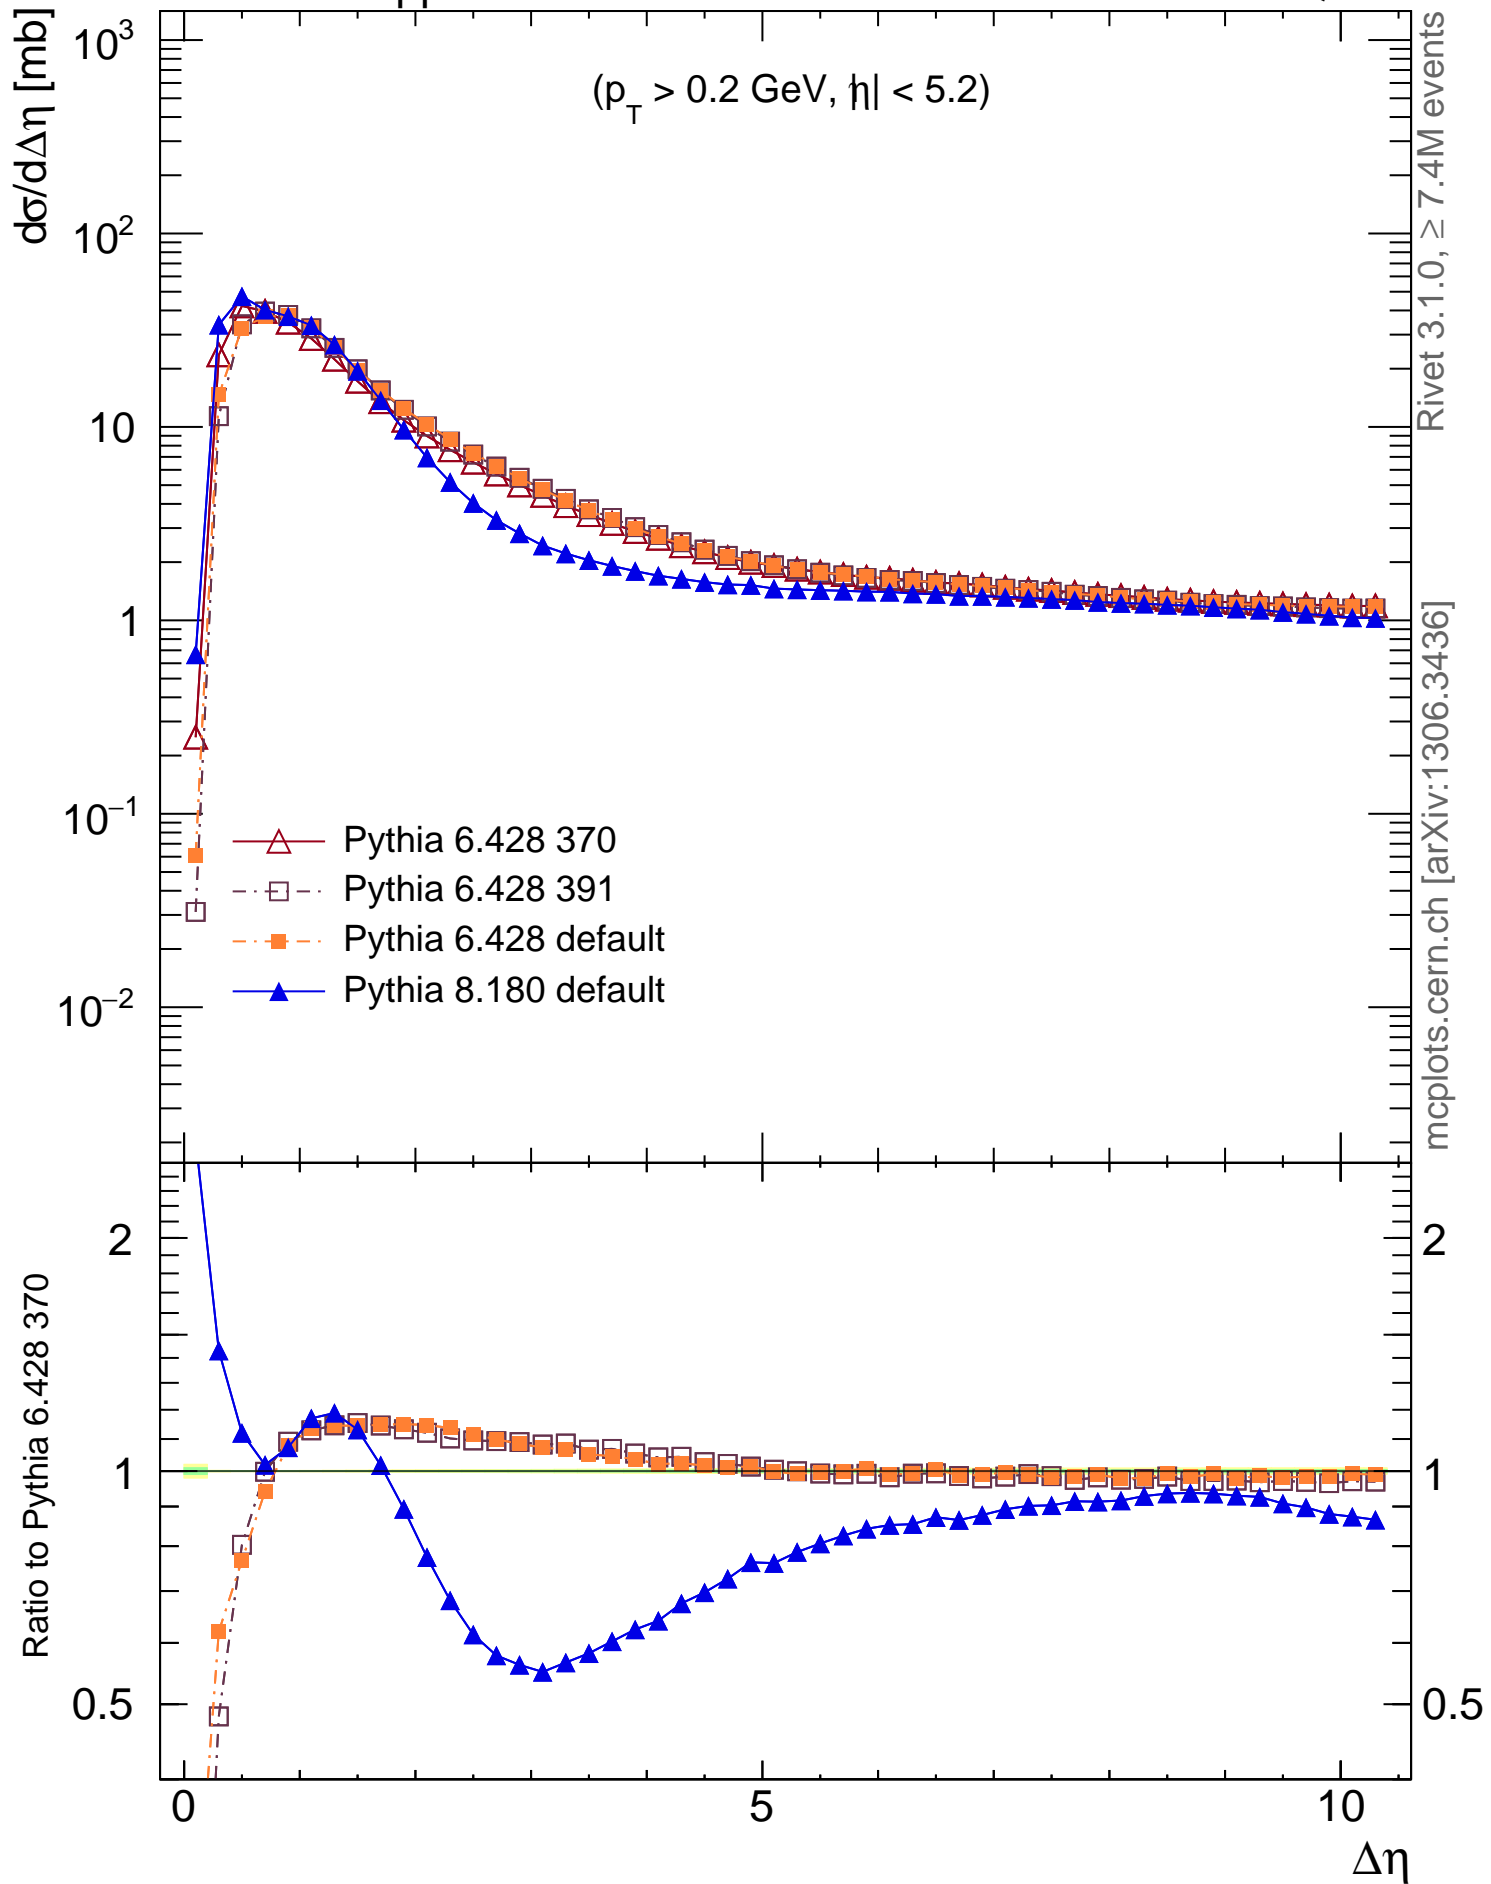 dσ/dΔη [mb]
(pT > 0.2 GeV, |η| < 5.2)
10³
10²
10
1
10⁻¹
10⁻²
Pythia 6.428 370
Pythia 6.428 391
Pythia 6.428 default
Pythia 8.180 default
Rivet 3.1.0, ≥ 7.4M events
mcplots.cern.ch [arXiv:1306.3436]
Ratio to Pythia 6.428 370
2
1
0.5
2
1
0.5
0
5
10
Δη